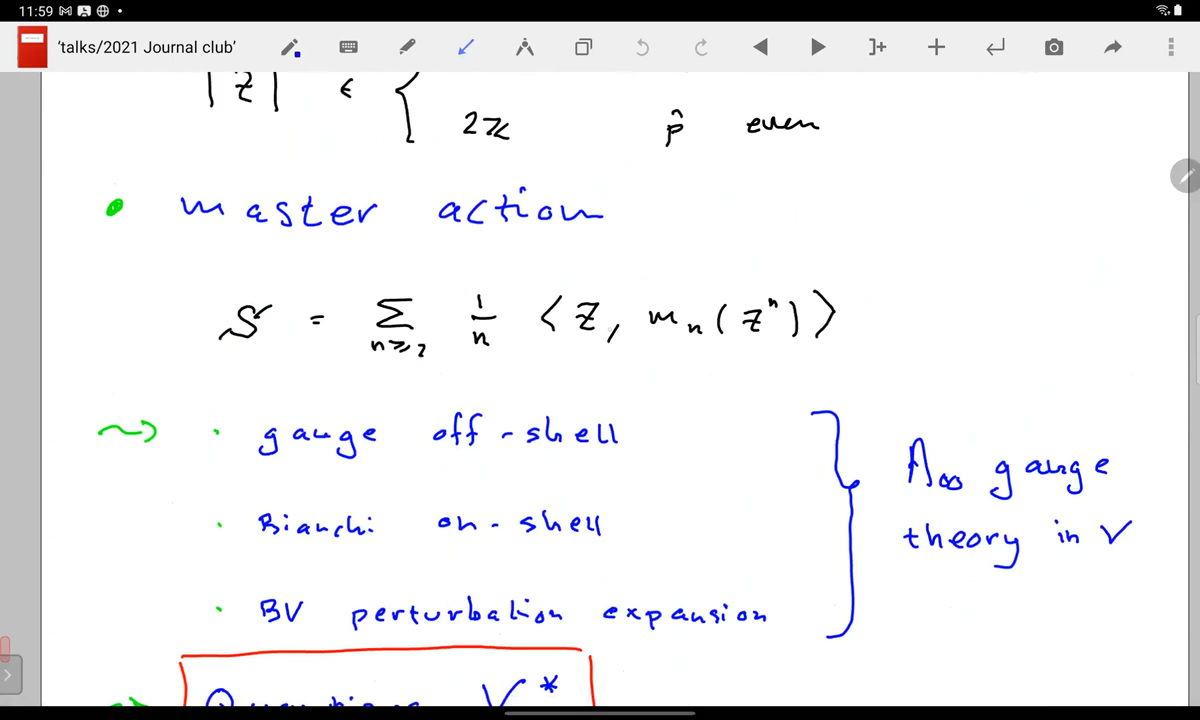 11:59
'talks/2021 Journal club'
|Z| ∈ {
2ℤ p̂ even
• master action
S = Σ_{n≥2} 1/n ⟨Z, m_n(Z^n)⟩
⇝ · gauge off-shell
· Bianchi on-shell
· BV perturbation expansion
A∞ gauge
theory in V
V*